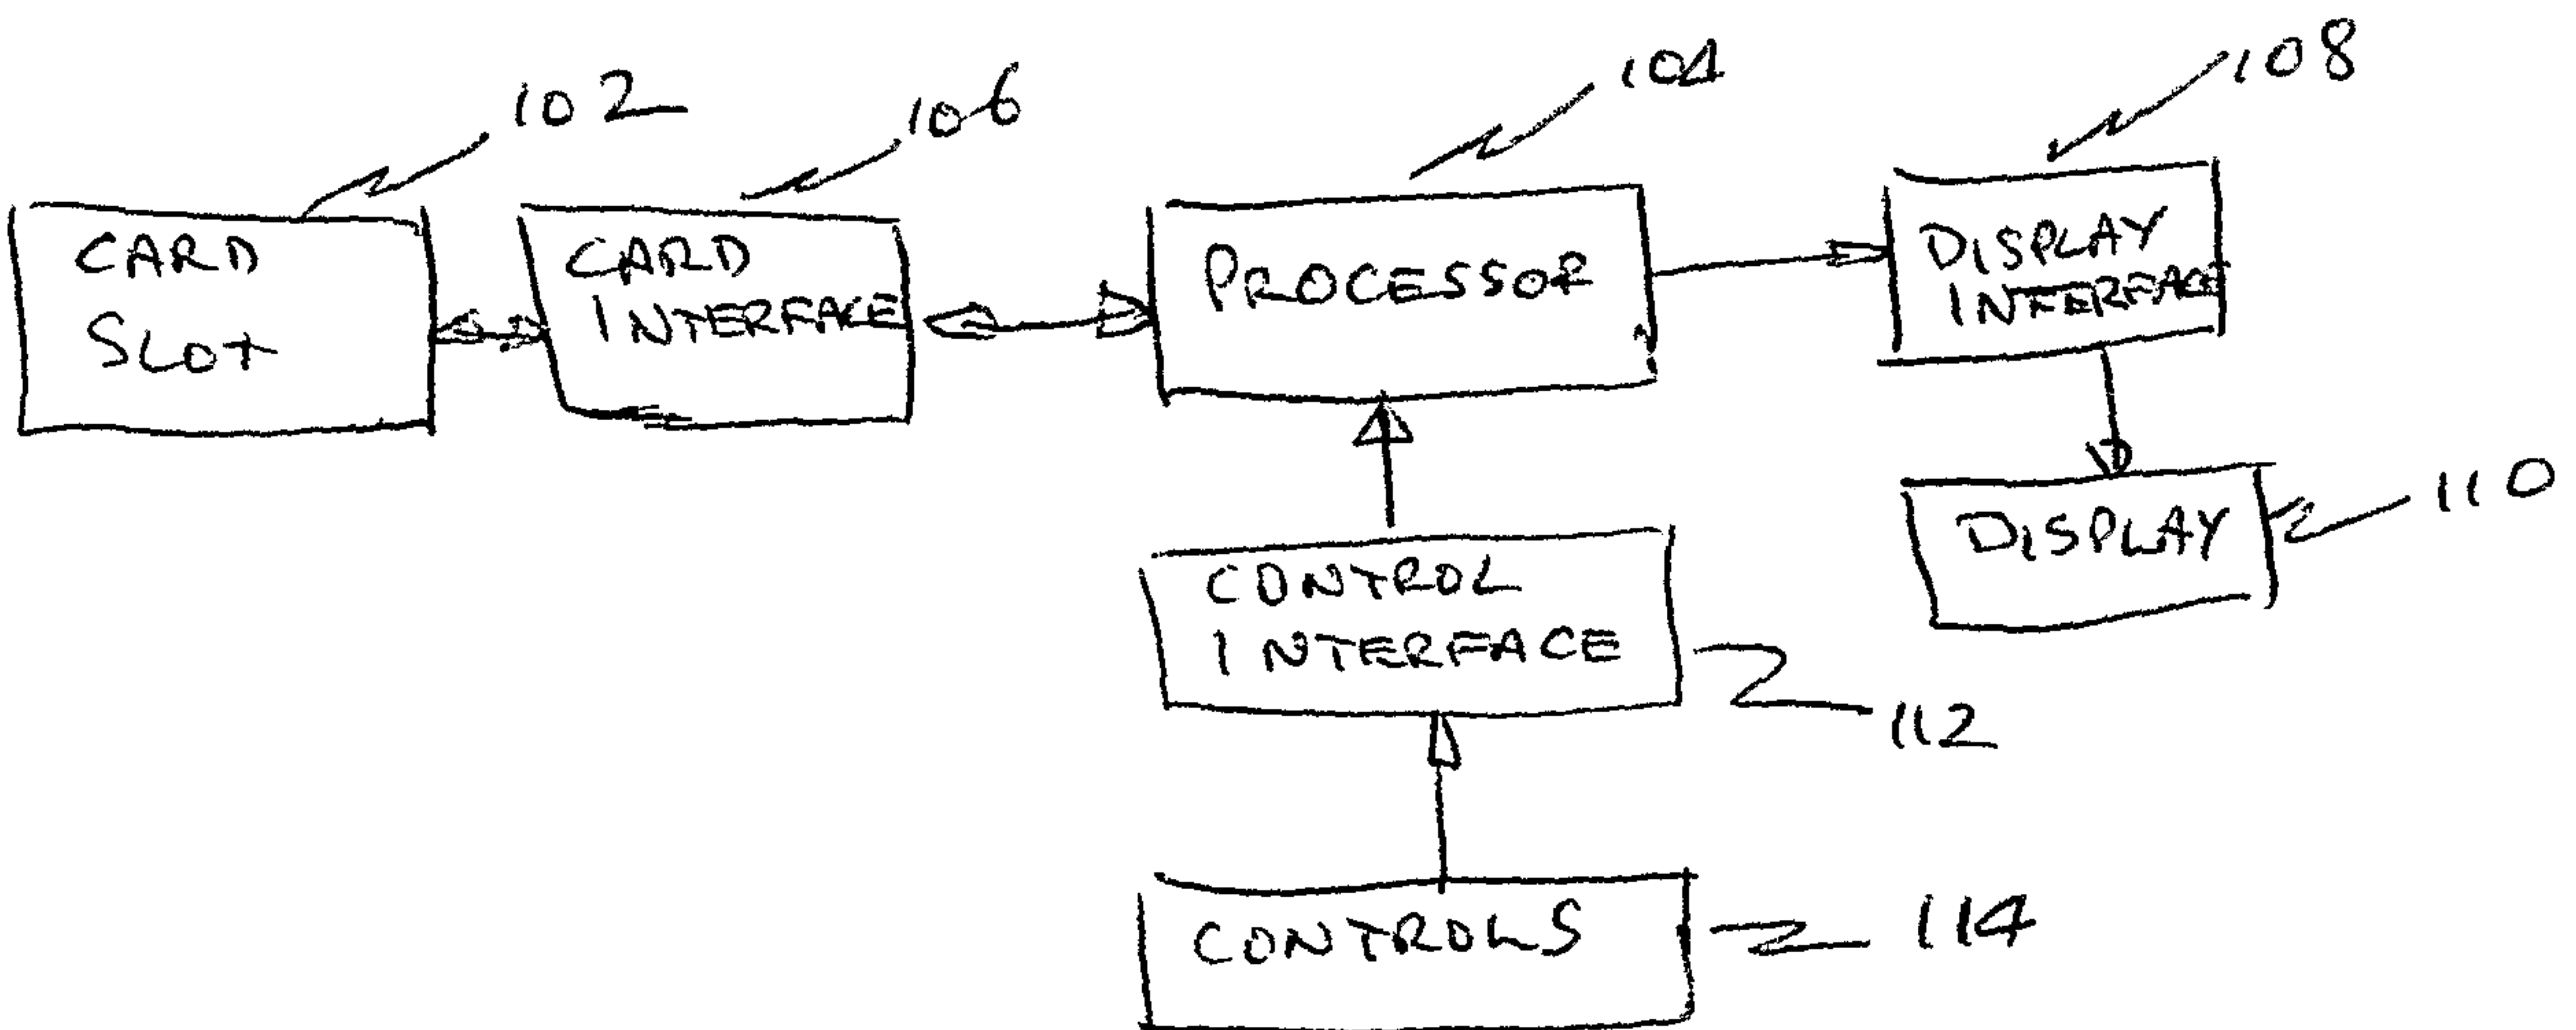 102
106
104
108
CARD
SLOT
CARD
INTERFACE
PROCESSOR
DISPLAY
INTERFACE
DISPLAY
110
CONTROL
INTERFACE
112
CONTROLS
114